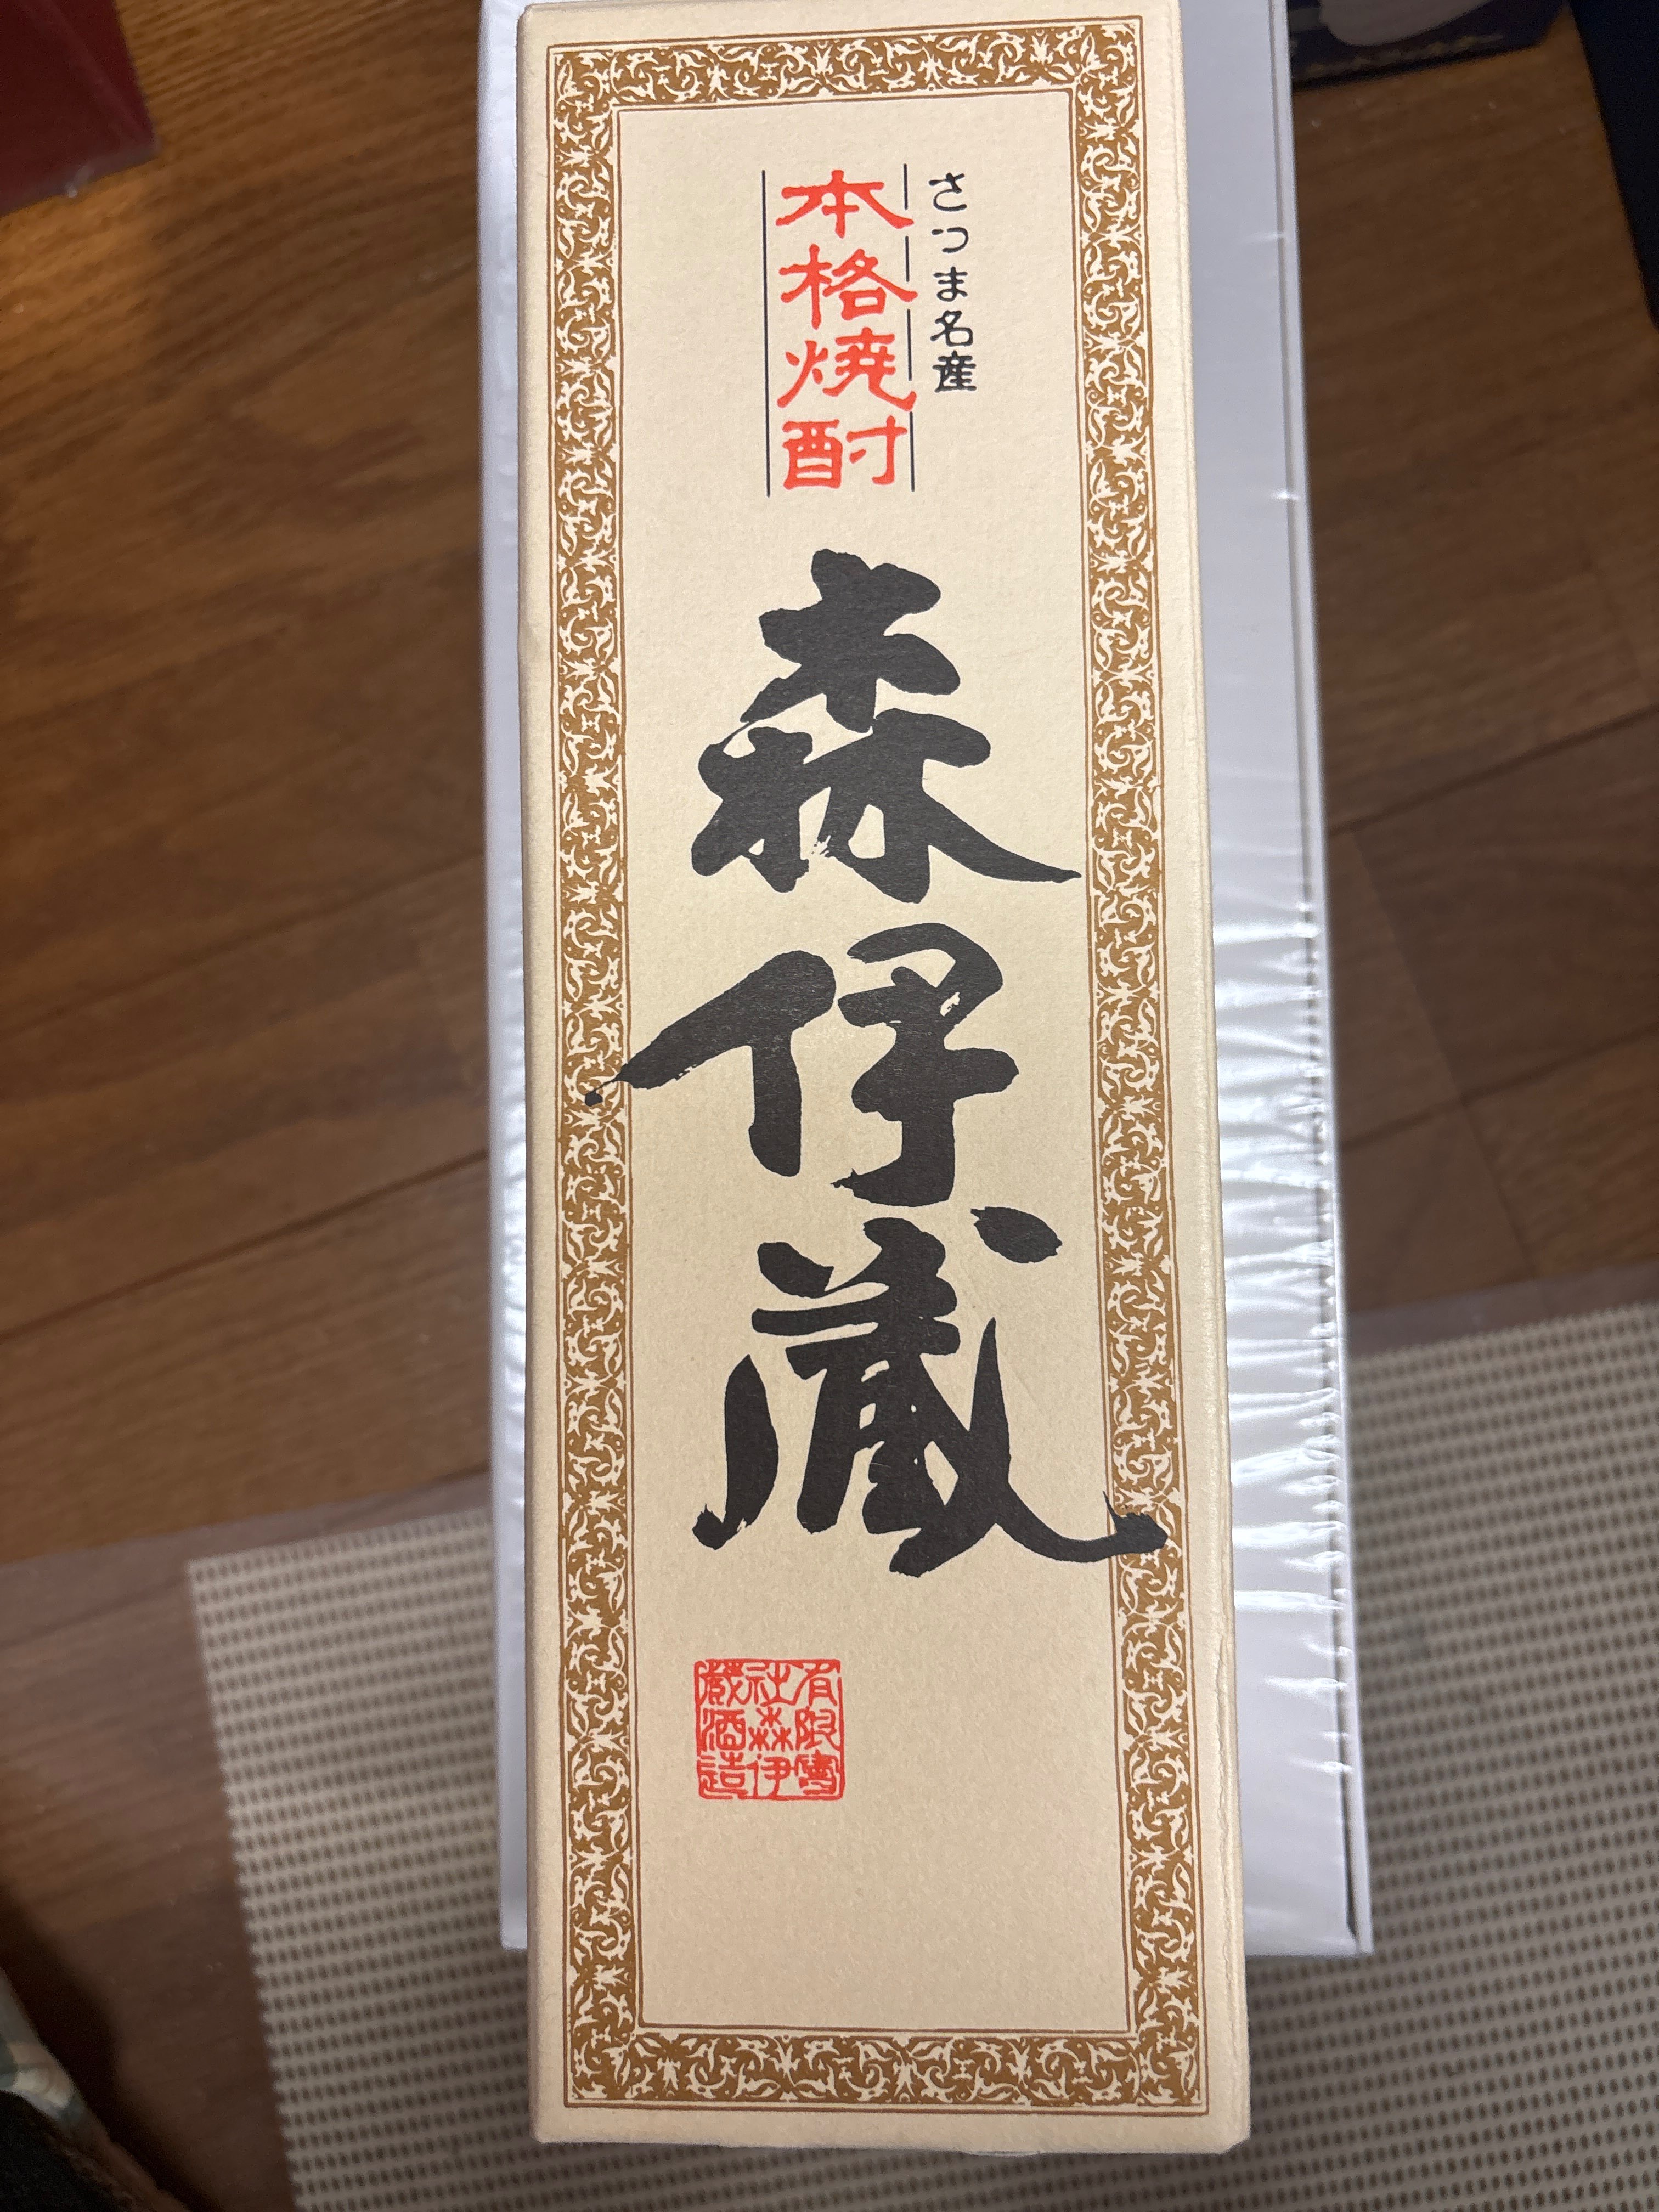 さつま名産
本格焼酎
森伊蔵
有限會
社森伊
蔵酒造